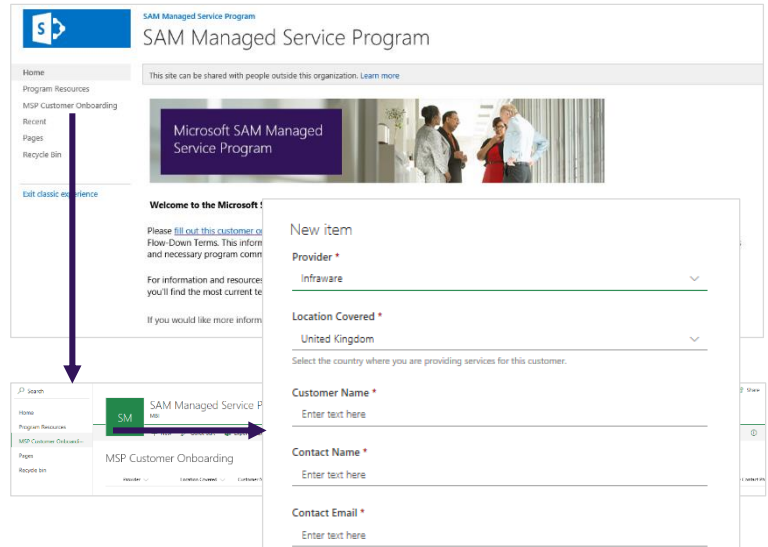 SAM Managed Service Program
SAM Managed Service Program
Home
This site can be shared with people outside this organization. Learn more
Program Resources
MSP Customer Onboarding
Recent
Pages
Recycle Bin
Exit classic experience
Microsoft SAM Managed
Service Program
Welcome to the Microsoft
Please fill out this customer
Flow-Down Terms. This inform
and necessary program comm
For information and resources
you'll find the most current te
If you would like more inform
New item
Provider *
Infraware
Location Covered *
United Kingdom
Select the country where you are providing services for this customer.
Customer Name *
Enter text here
Contact Name *
Enter text here
Contact Email *
Enter text here
Search
Home
Program Resources
MSP Customer Onboardin
Pages
Recycle bin
SM
SAM Managed Service P
MSP Customer Onboarding
Provider
Location Covered
Customer
Share